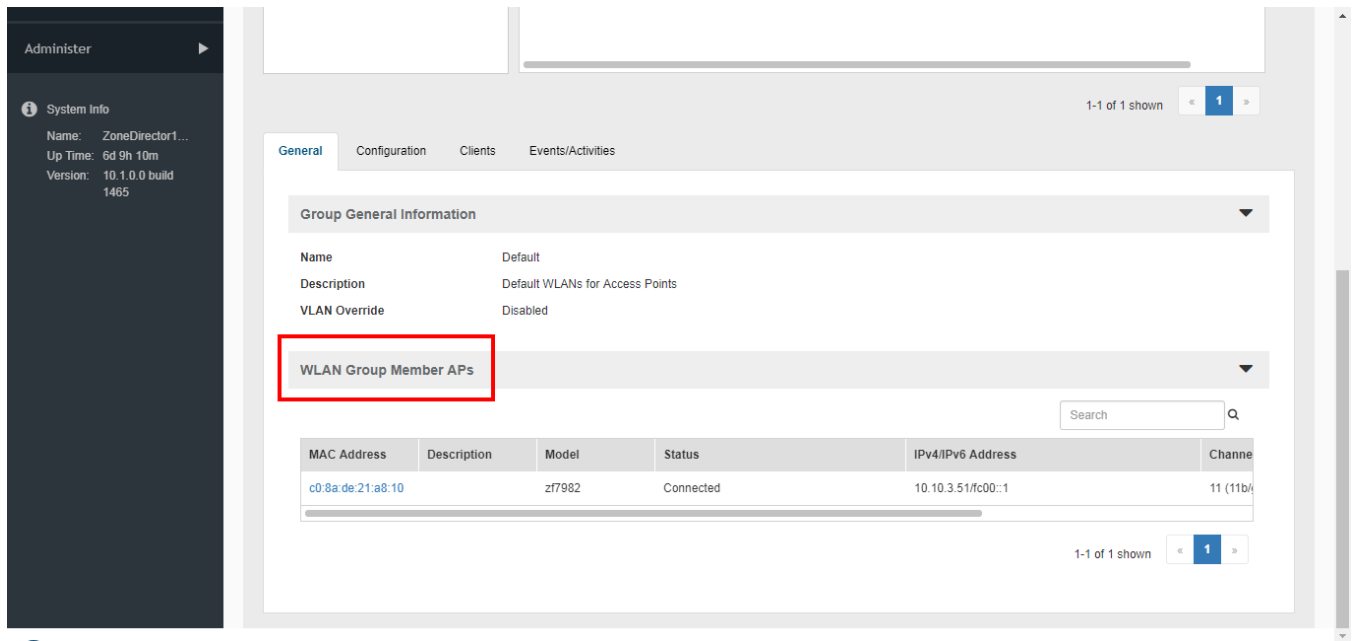 Administer
System Info
Name: ZoneDirector1...
Up Time: 6d 9h 10m
Version: 10.1.0.0 build
1465
1-1 of 1 shown « 1 »
General Configuration Clients Events/Activities
Group General Information
Name Default
Description Default WLANs for Access Points
VLAN Override Disabled
WLAN Group Member APs
Search
MAC Address Description Model Status IPv4/IPv6 Address Channe
c0:8a:de:21:a8:10 zf7982 Connected 10.10.3.51/fc00::1 11 (11b/
1-1 of 1 shown « 1 »